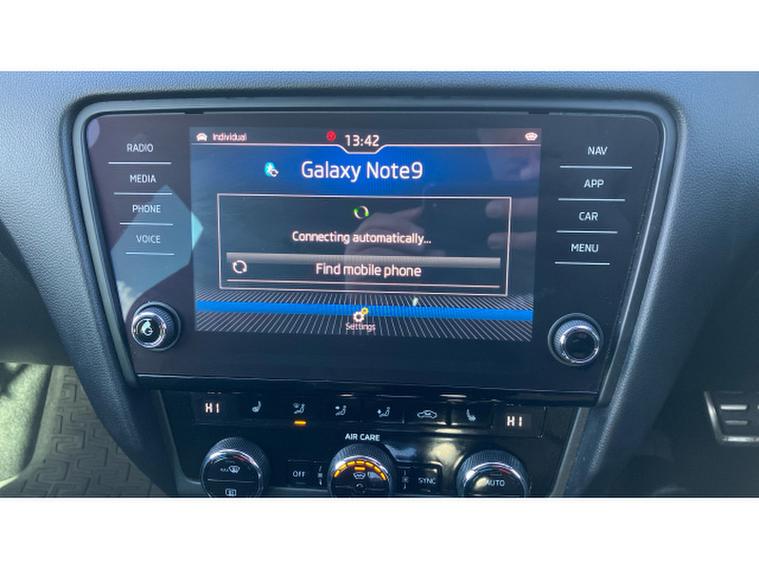 Individual
13:42
Galaxy Note9
Connecting automatically...
Find mobile phone
Settings
RADIO
MEDIA
PHONE
VOICE
NAV
APP
CAR
MENU
HI
HI
AIR CARE
OFF
SYNC
AUTO